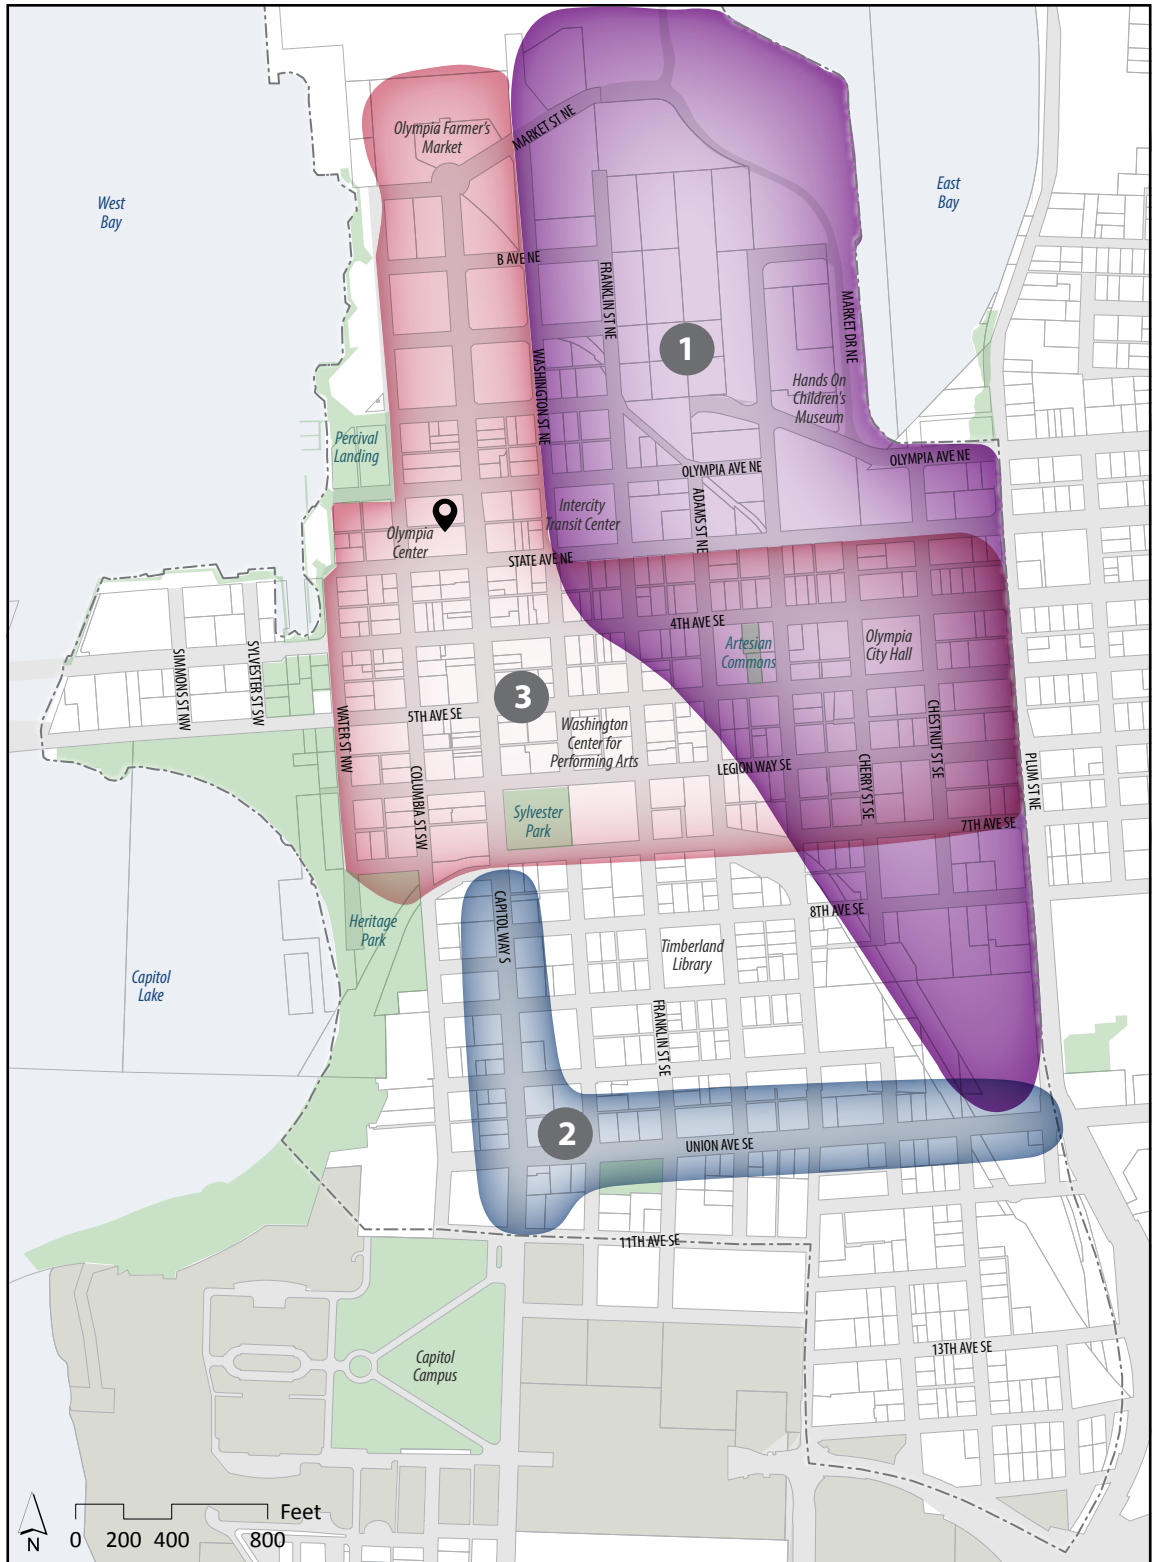 Olympia Farmer's
Market
MARKET ST NE
West
Bay
East
Bay
B AVE NE
FRANKLIN ST NE
MARKET DR NE
1
WASHINGTON ST NE
Hands On
Children's
Museum
Percival
Landing
OLYMPIA AVE NE
OLYMPIA AVE NE
ADAMS ST NE
Intercity
Transit Center
Olympia
Center
STATE AVE NE
4TH AVE SE
Artesian
Commons
Olympia
City Hall
SIMMONS ST NW
SYLVESTER ST SW
3
WATER ST NW
5TH AVE SE
Washington
Center for
Performing Arts
CHESTNUT ST SE
LEGION WAY SE
CHERRY ST SE
PLUM ST NE
COLUMBIA ST SW
Sylvester
Park
7TH AVE SE
CAPITOL WAY S
8TH AVE SE
Heritage
Park
Timberland
Library
Capitol
Lake
FRANKLIN ST SE
2
UNION AVE SE
11TH AVE SE
13TH AVE SE
Capitol
Campus
N
Feet
0 200 400 800